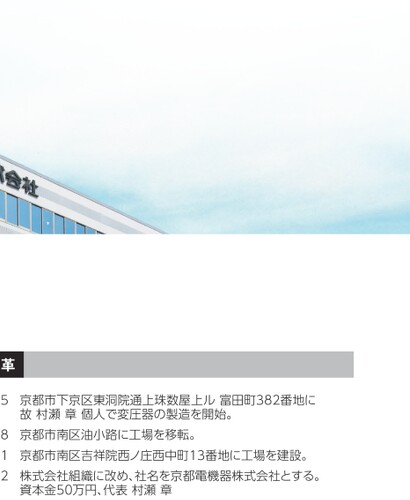 式会社
革
5 京都市下京区東洞院通上珠数屋上ル 富田町382番地に
故 村瀬 章 個人で変圧器の製造を開始。
8 京都市南区油小路に工場を移転。
1 京都市南区吉祥院西ノ庄西中町13番地に工場を建設。
2 株式会社組織に改め、社名を京都電機器株式会社とする。
資本金50万円、代表 村瀬 章